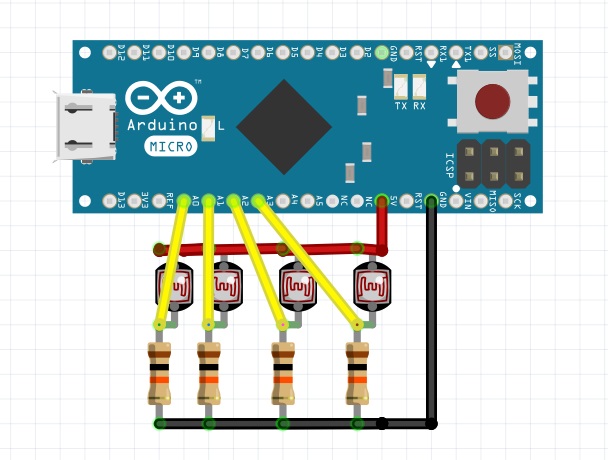 D12 D11 D10 D9 D8 D7 D6 D5 D4 D3 D2 GND RST RX1 TX1 SS MOSI
TX RX
Arduino™
L
MICRO
ICSP
D13 3V3 REF A0 A1 A2 A3 A4 A5 NC NC 5V RST GND VIN MISO SCK